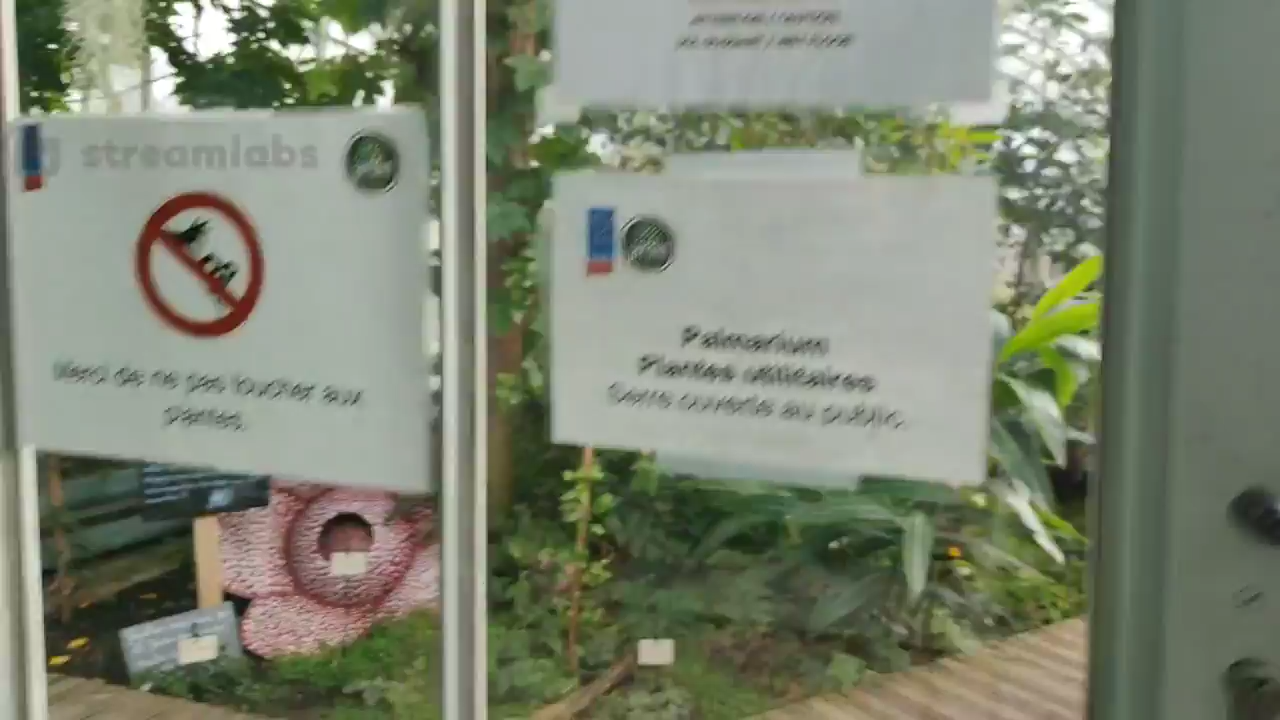 streamlabs
Merci de ne pas toucher aux
plantes.
Palmarium
Plantes utilitaires
Serre ouverte au public.